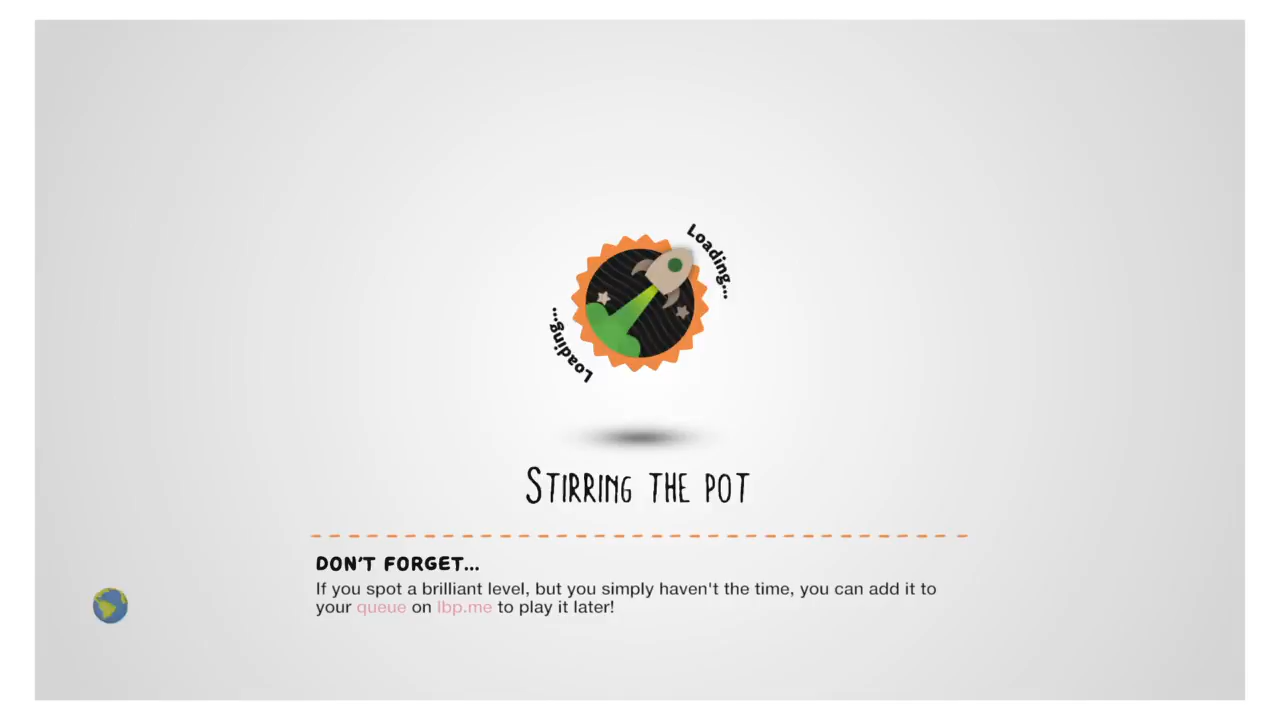 Loading...
Loading...
STIRRING THE POT
DON'T FORGET...
If you spot a brilliant level, but you simply haven't the time, you can add it to
your queue on lbp.me to play it later!